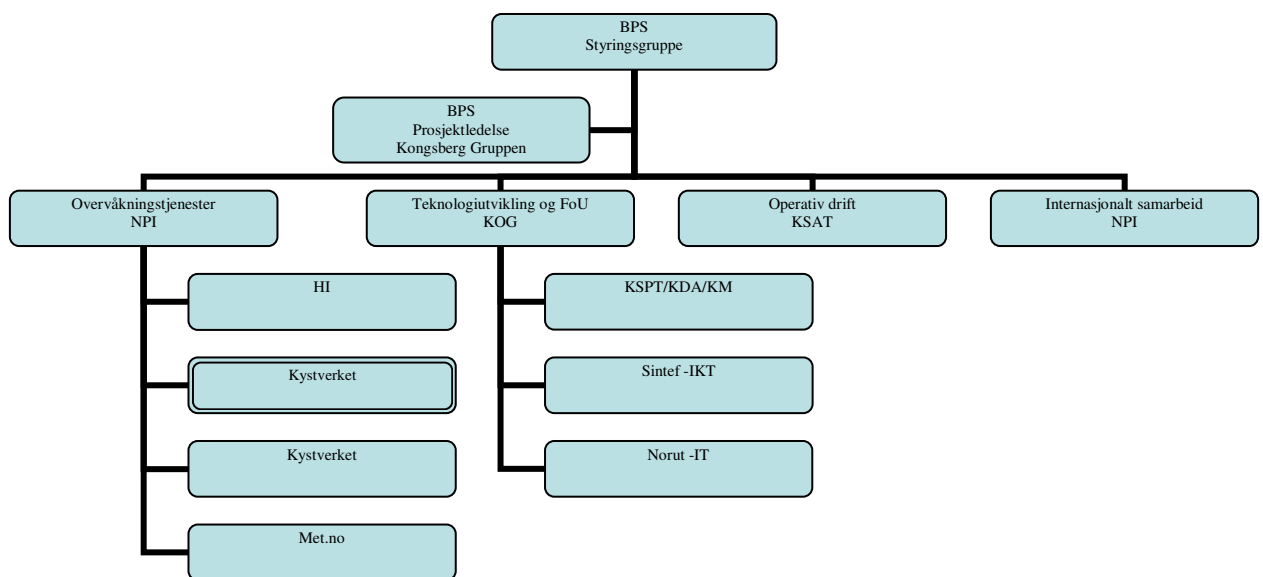 BPS
Styringsgruppe
BPS
Prosjektledelse
Kongsberg Gruppen
Overvåkningstjenester
NPI
Teknologiutvikling og FoU
KOG
Operativ drift
KSAT
Internasjonalt samarbeid
NPI
HI
KSPT/KDA/KM
Kystverket
Sintef -IKT
Kystverket
Norut -IT
Met.no